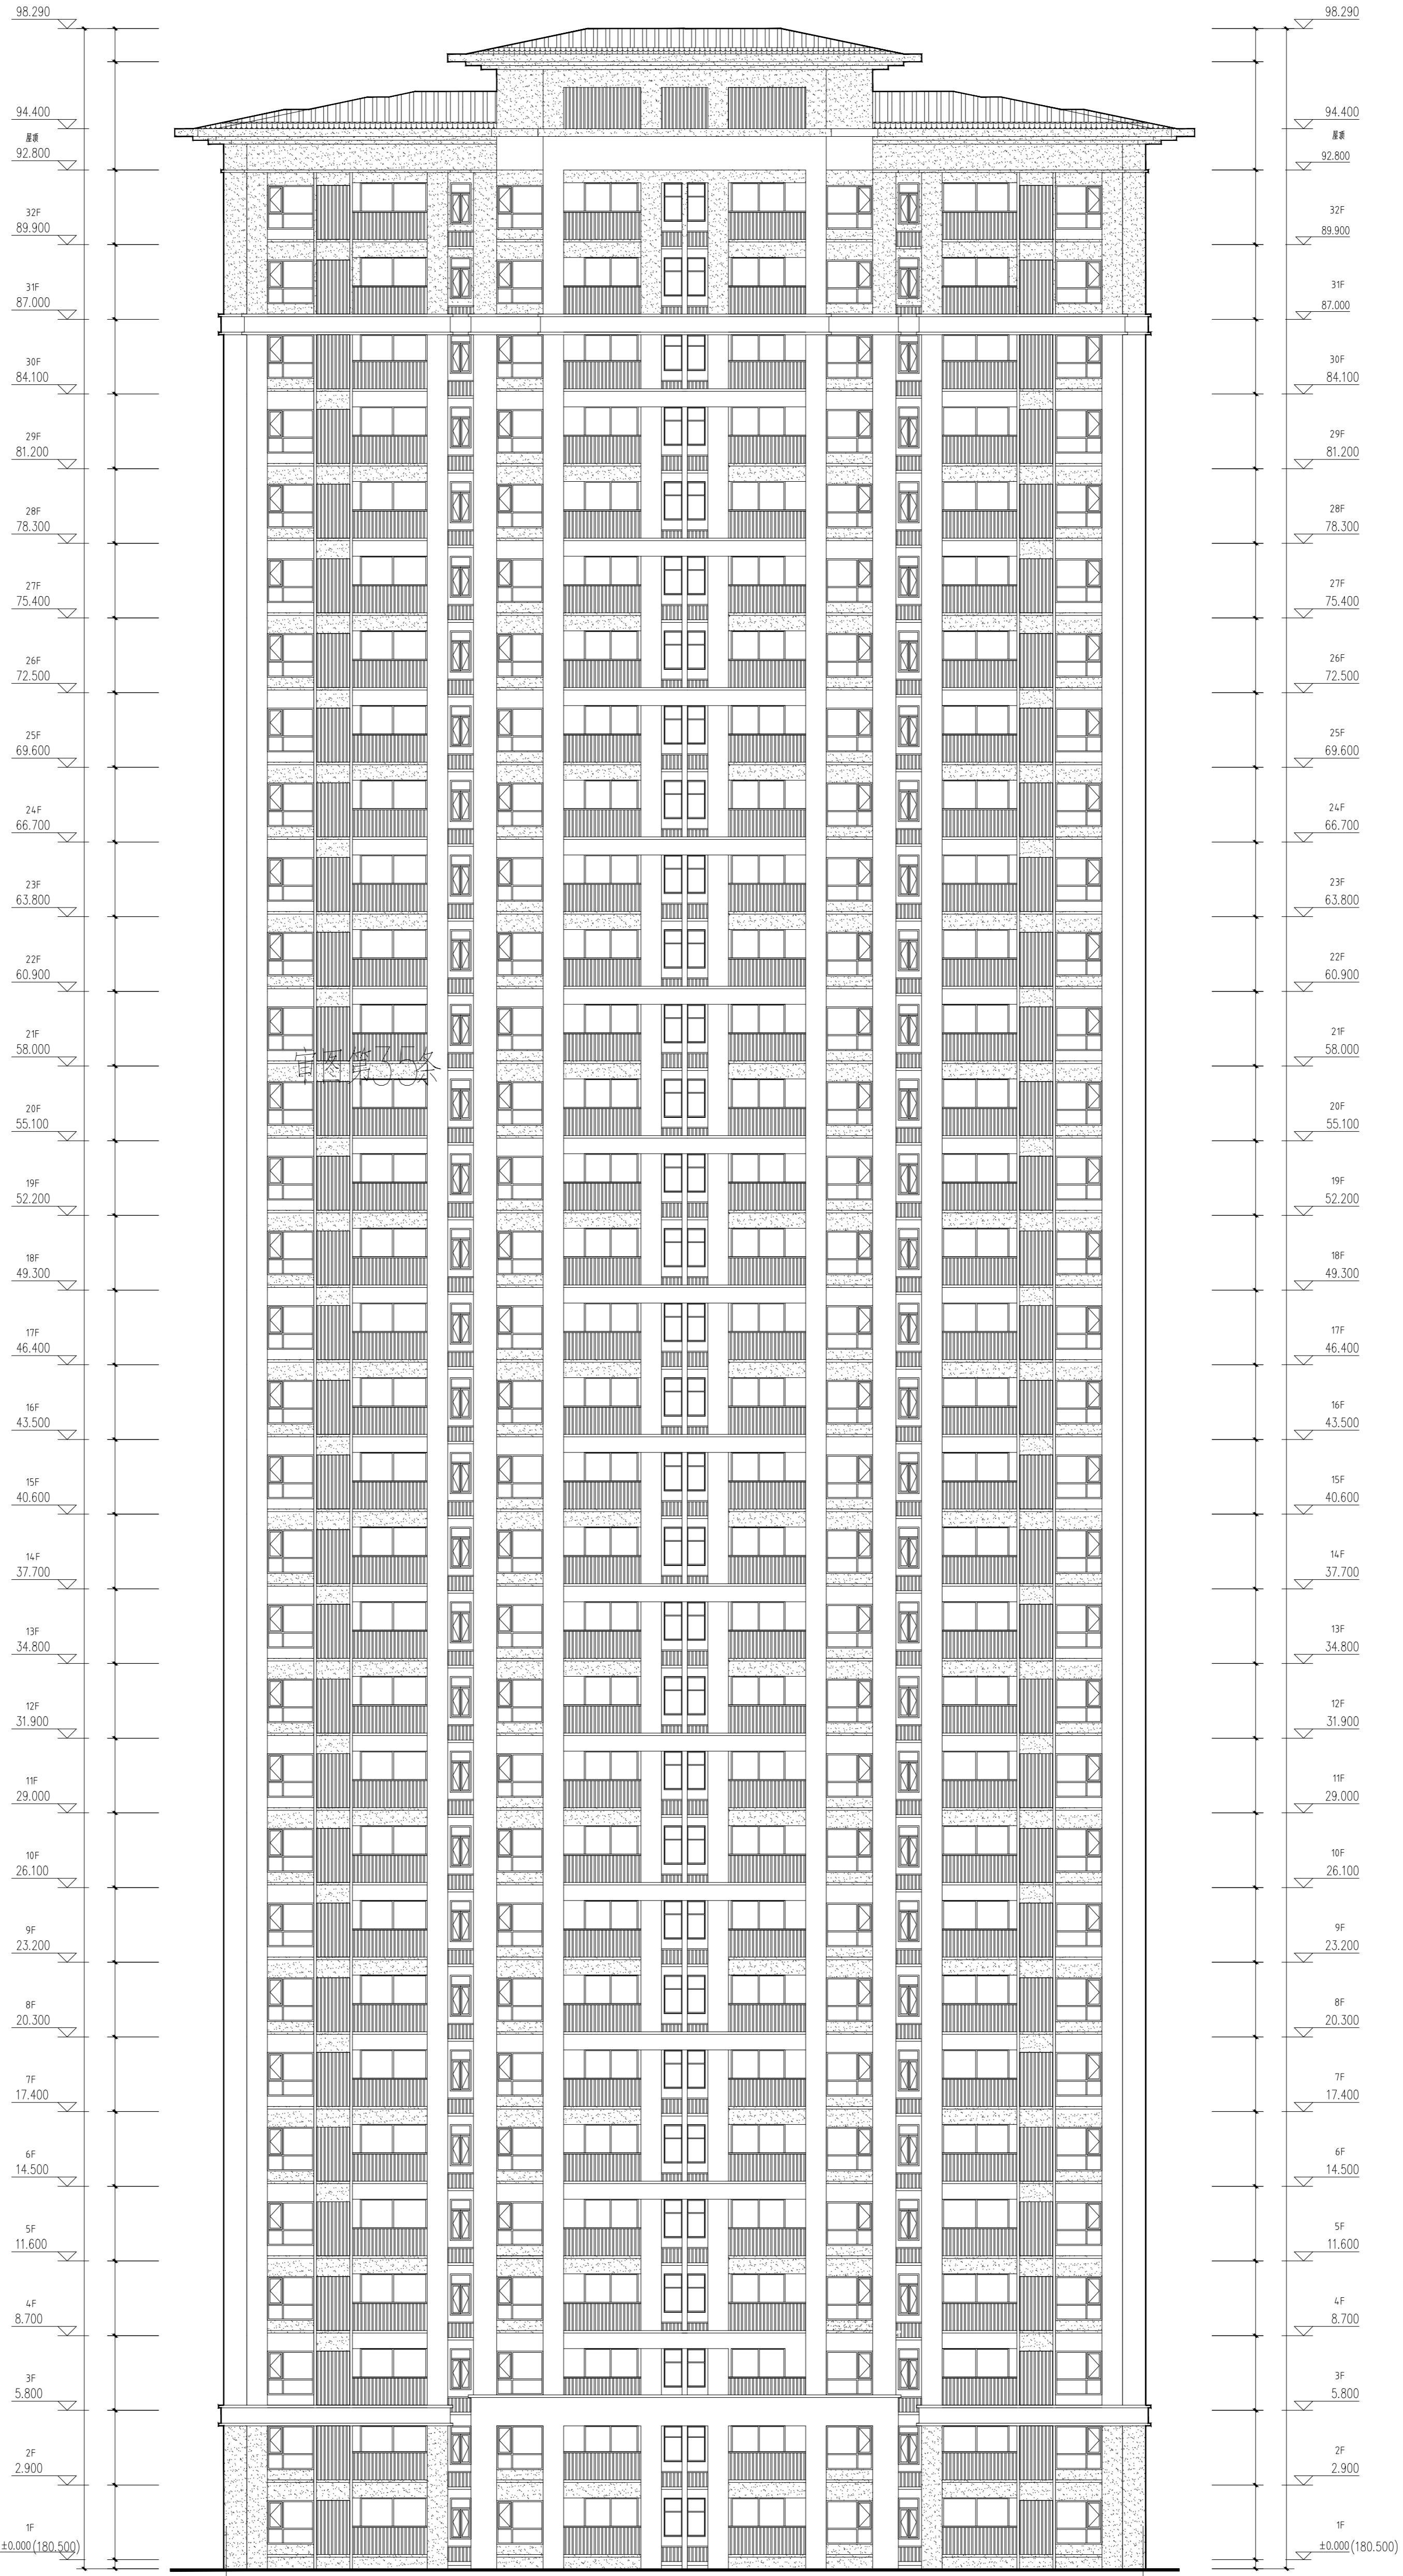 98.290 98.290
94.400 94.400
屋顶 屋顶
92.800 92.800
32F 32F
89.900 89.900
31F 31F
87.000 87.000
30F 30F
84.100 84.100
29F 29F
81.200 81.200
28F 28F
78.300 78.300
27F 27F
75.400 75.400
26F 26F
72.500 72.500
25F 25F
69.600 69.600
24F 24F
66.700 66.700
23F 23F
63.800 63.800
22F 22F
60.900 60.900
21F 21F
58.000 审图第35条 58.000
20F 20F
55.100 55.100
19F 19F
52.200 52.200
18F 18F
49.300 49.300
17F 17F
46.400 46.400
16F 16F
43.500 43.500
15F 15F
40.600 40.600
14F 14F
37.700 37.700
13F 13F
34.800 34.800
12F 12F
31.900 31.900
11F 11F
29.000 29.000
10F 10F
26.100 26.100
9F 9F
23.200 23.200
8F 8F
20.300 20.300
7F 7F
17.400 17.400
6F 6F
14.500 14.500
5F 5F
11.600 11.600
4F 4F
8.700 8.700
3F 3F
5.800 5.800
2F 2F
2.900 2.900
1F 1F
±0.000(180.500) ±0.000(180.500)